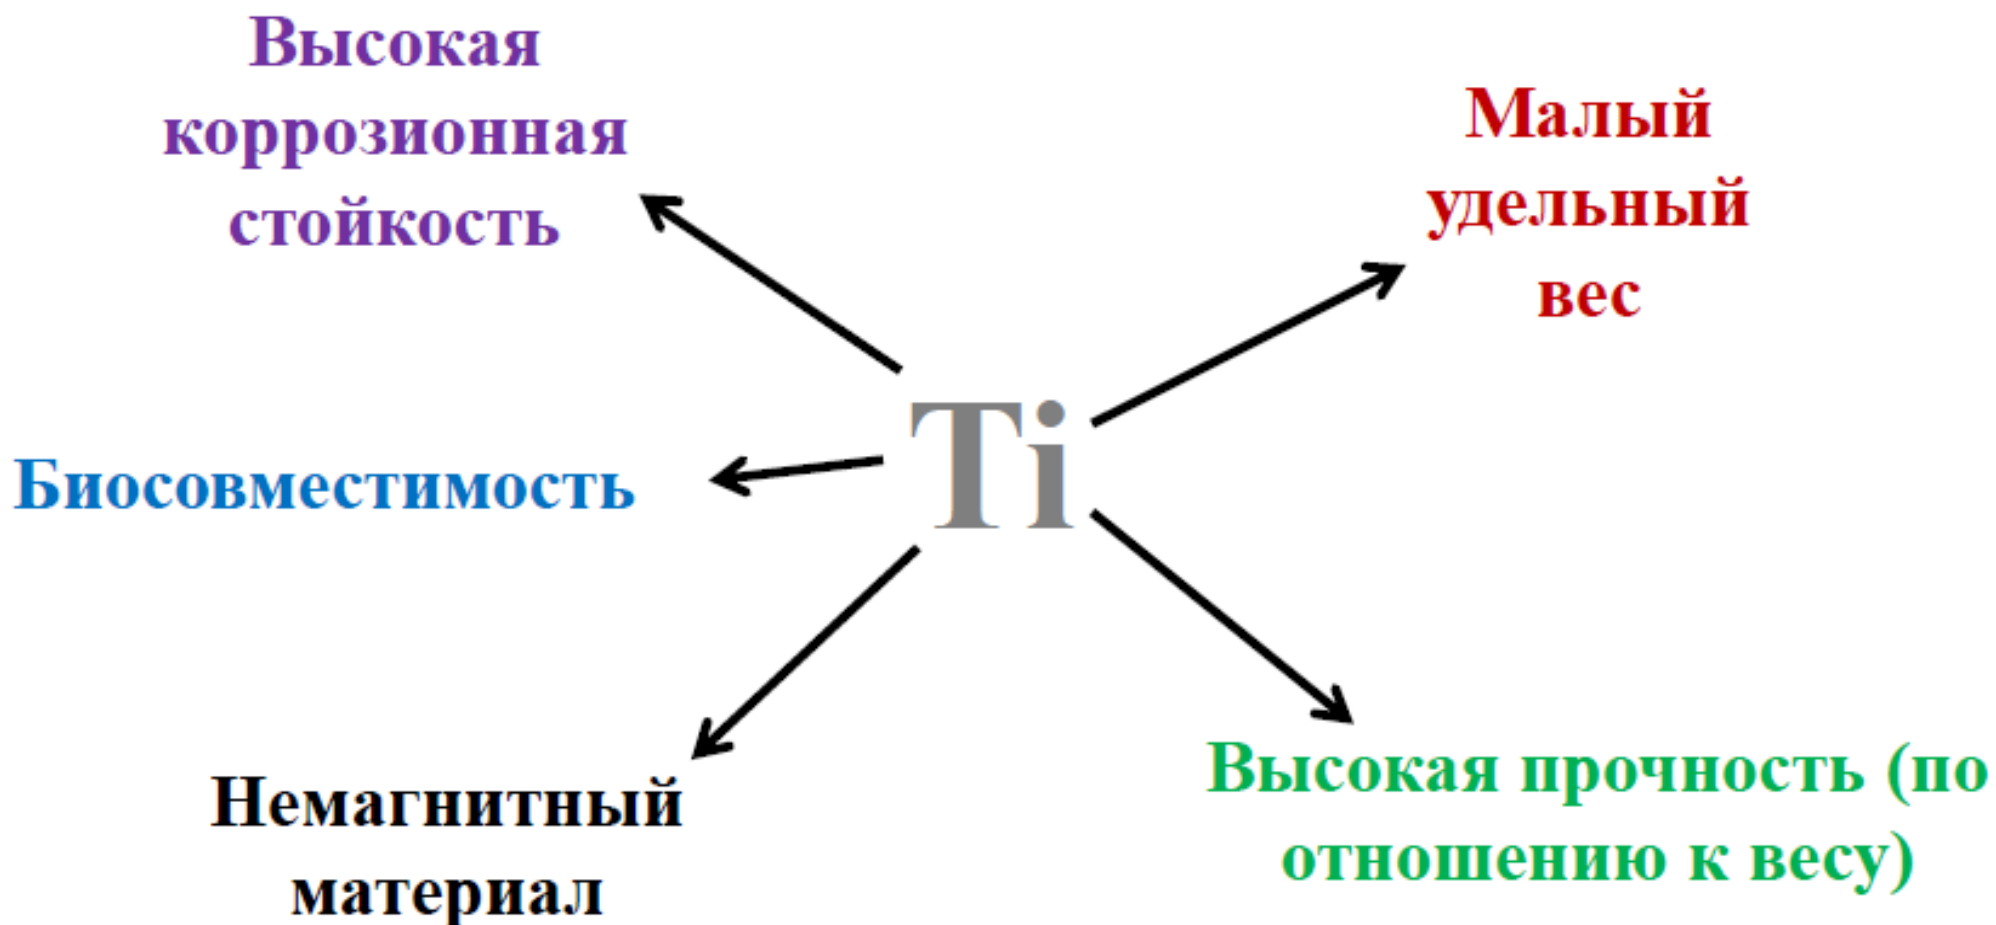 Высокая
коррозионная
стойкость
Малый
удельный
вес
Ti
Биосовместимость
Немагнитный
материал
Высокая прочность (по
отношению к весу)